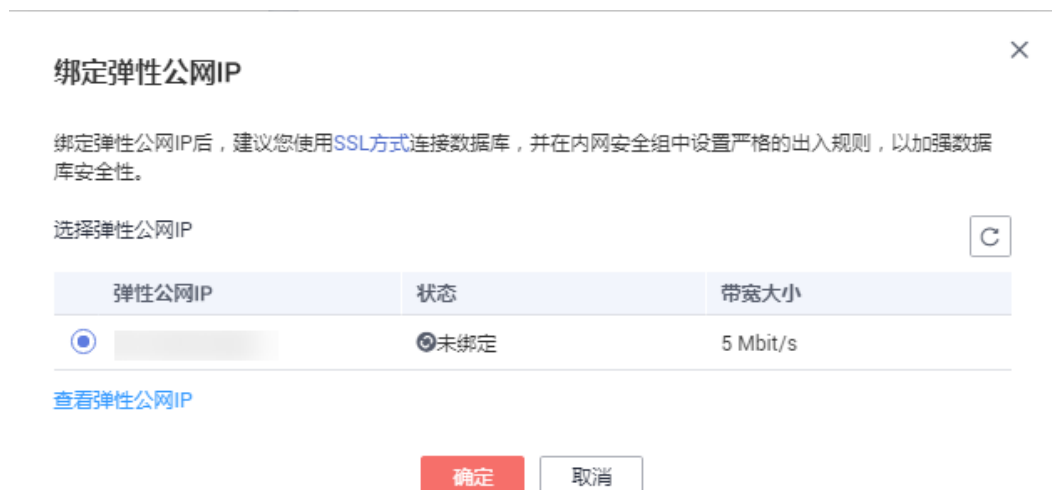 绑定弹性公网IP
绑定弹性公网IP后，建议您使用SSL方式连接数据库，并在内网安全组中设置严格的出入规则，以加强数据
库安全性。
选择弹性公网IP
弹性公网IP 状态 带宽大小
未绑定 5 Mbit/s
查看弹性公网IP
确定 取消